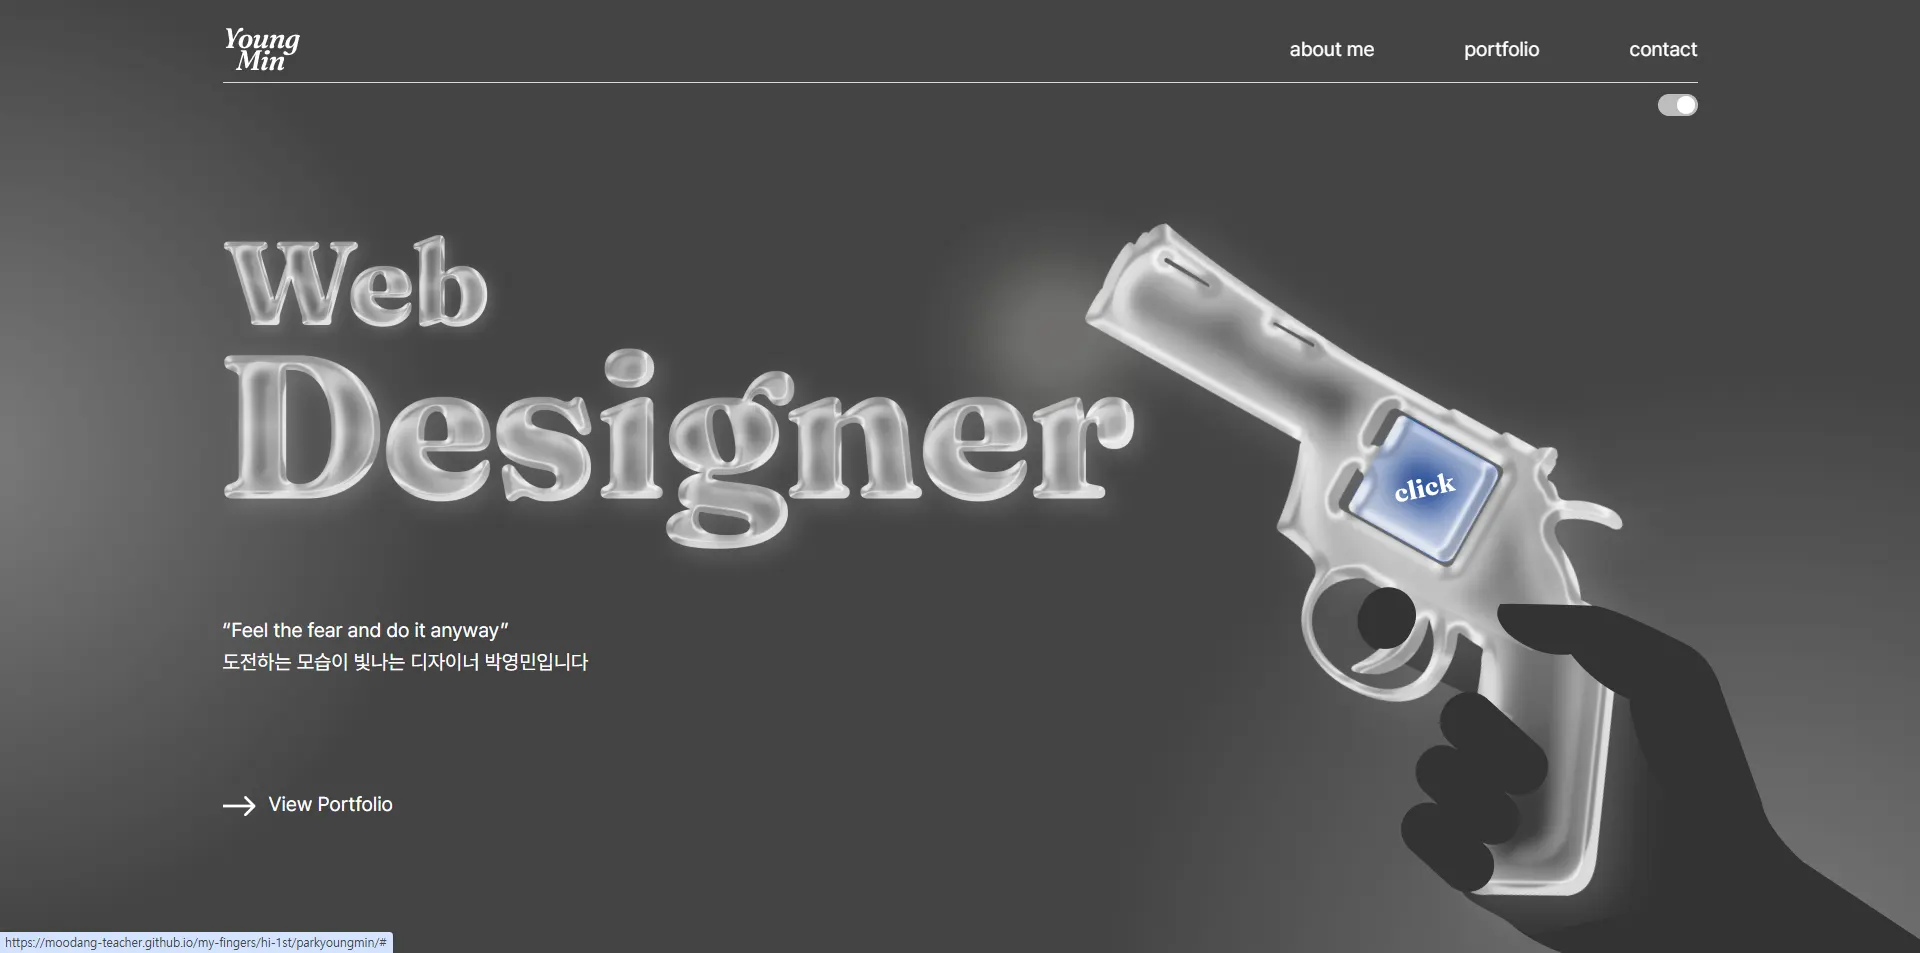 Young
Min
about me
portfolio
contact
Web
Designer
click
“Feel the fear and do it anyway”
도전하는 모습이 빛나는 디자이너 박영민입니다
View Portfolio
https://moodang-teacher.github.io/my-fingers/hi-1st/parkyoungmin/#